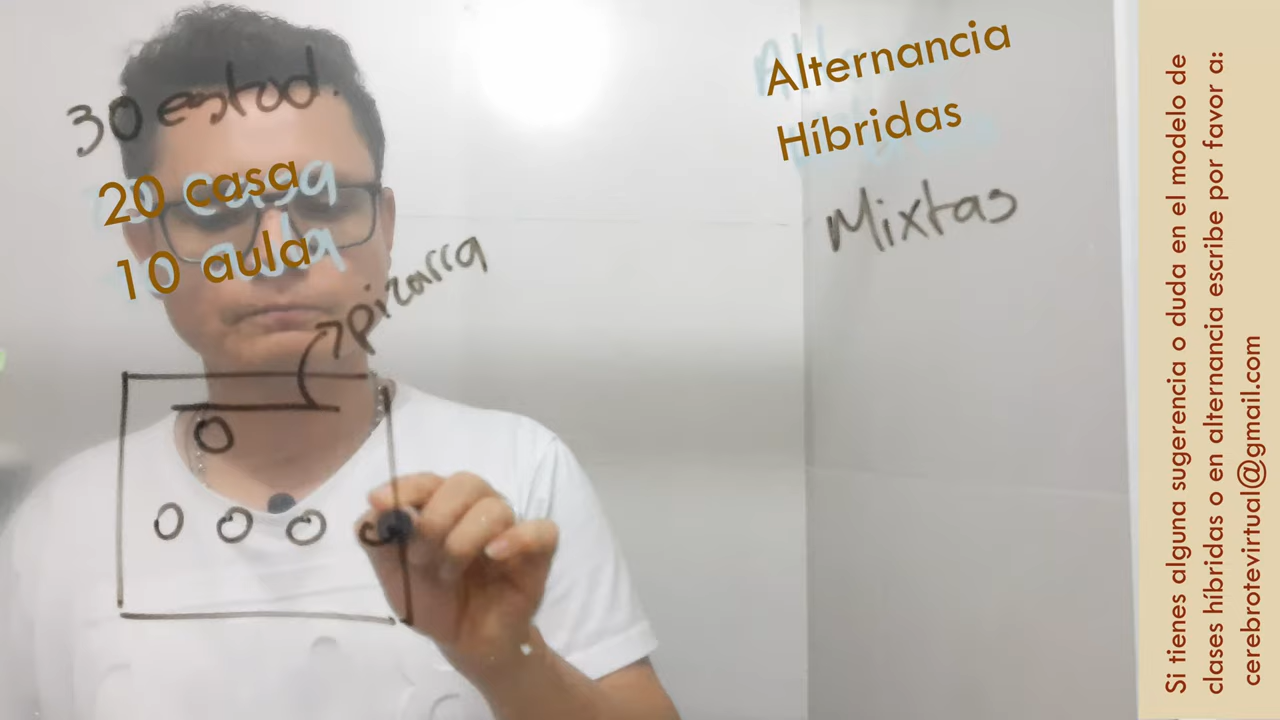 30 estud.
20 casa
10 aula
pizarra
Alternancia
Híbridas
Mixtas
Si tienes alguna sugerencia o duda en el modelo de
clases híbridas o en alternancia escribe por favor a:
cerebrotevirtual@gmail.com